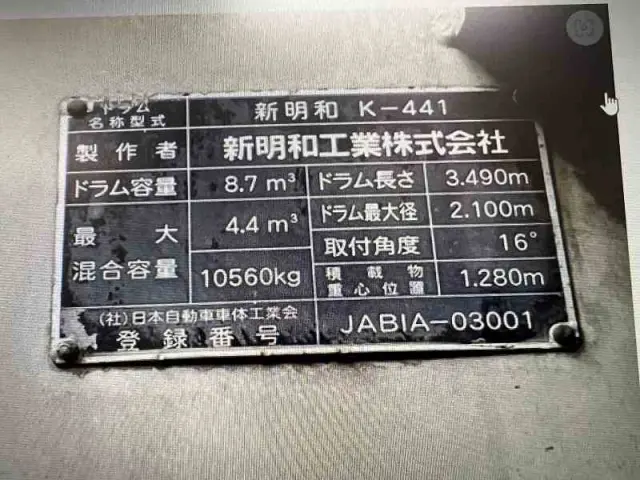 ドラム
名称型式
新明和 K-441
製作者
新明和工業株式会社
ドラム容量
8.7 m³
ドラム長さ
3.490m
最大
混合容量
4.4 m³
10560kg
ドラム最大径
2.100m
取付角度
16°
積載物
重心位置
1.280m
(社)日本自動車車体工業会
登録番号
JABIA-03001